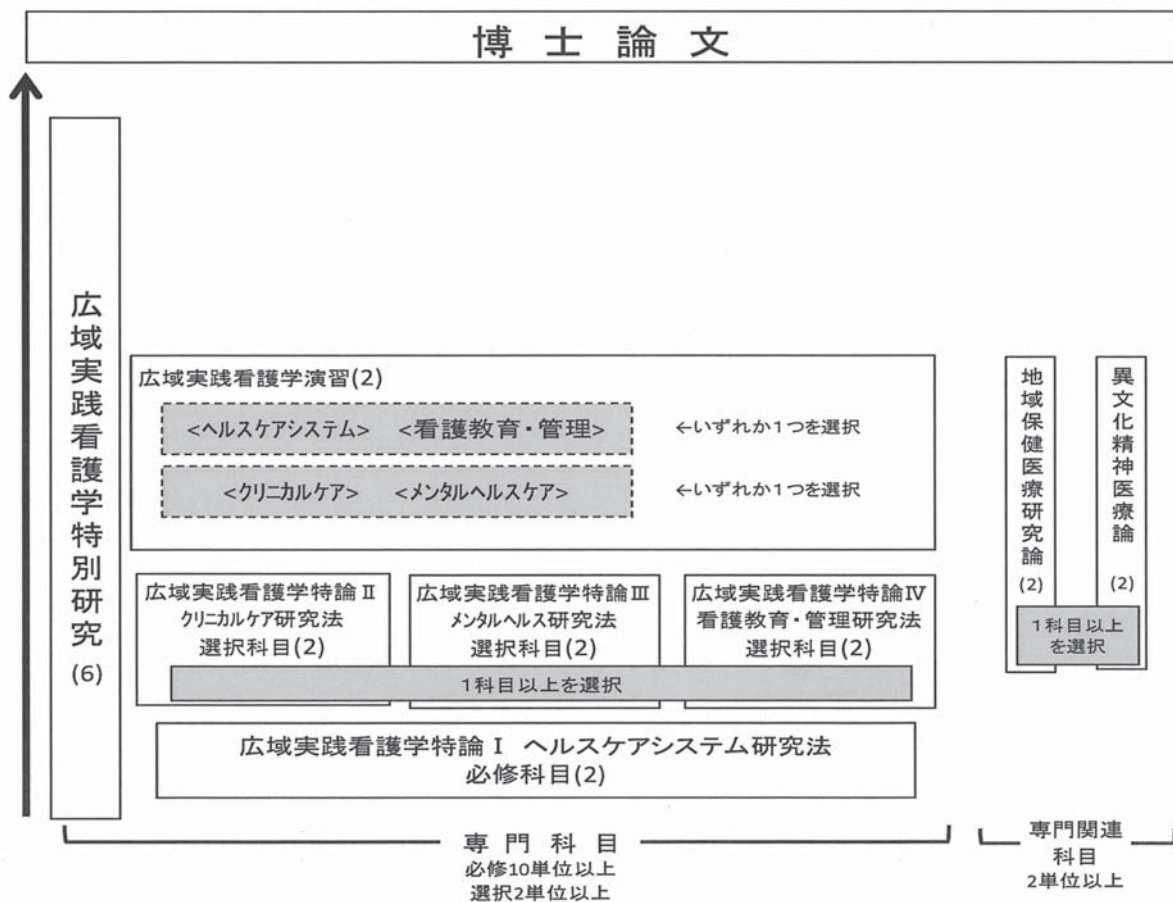 博士論文
広域実践看護学特別研究
(6)
広域実践看護学演習(2)
<ヘルスケアシステム> <看護教育・管理> ←いずれか1つを選択
<クリニカルケア> <メンタルヘルスケア> ←いずれか1つを選択
広域実践看護学特論Ⅱ
クリニカルケア研究法
選択科目(2)
広域実践看護学特論Ⅲ
メンタルヘルス研究法
選択科目(2)
広域実践看護学特論Ⅳ
看護教育・管理研究法
選択科目(2)
1科目以上を選択
広域実践看護学特論Ⅰ ヘルスケアシステム研究法
必修科目(2)
地域保健医療研究論
(2)
異文化精神医療論
(2)
1科目以上
を選択
専門科目
必修10単位以上
選択2単位以上
専門関連
科目
2単位以上